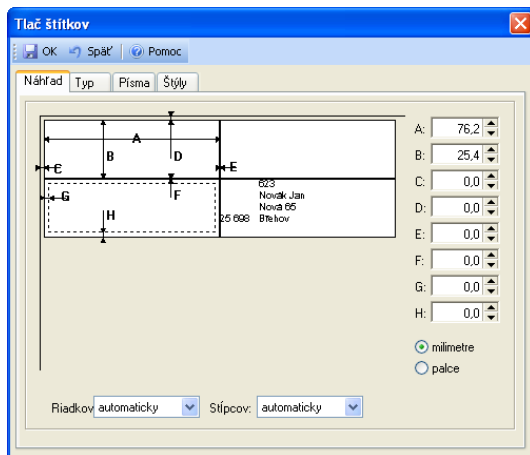 Tlač štítkov
OK Späť Pomoc
Náhľad Typ Písma Štýly
A
B D
C E
G F
H
623
Novák Jan
Nová 65
25 698 Břehov
A: 76,2
B: 25,4
C: 0,0
D: 0,0
E: 0,0
F: 0,0
G: 0,0
H: 0,0
milimetre
palce
Riadkov automaticky Stĺpcov: automaticky